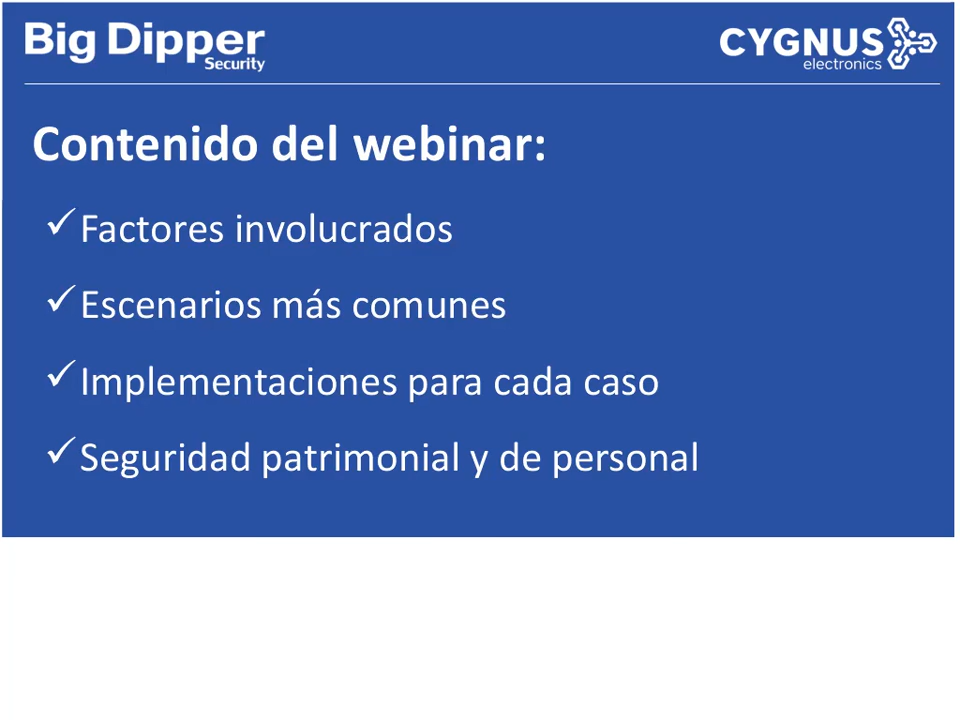 Big Dipper
Security
CYGNUS
electronics
Contenido del webinar:
✓ Factores involucrados
✓ Escenarios más comunes
✓ Implementaciones para cada caso
✓ Seguridad patrimonial y de personal